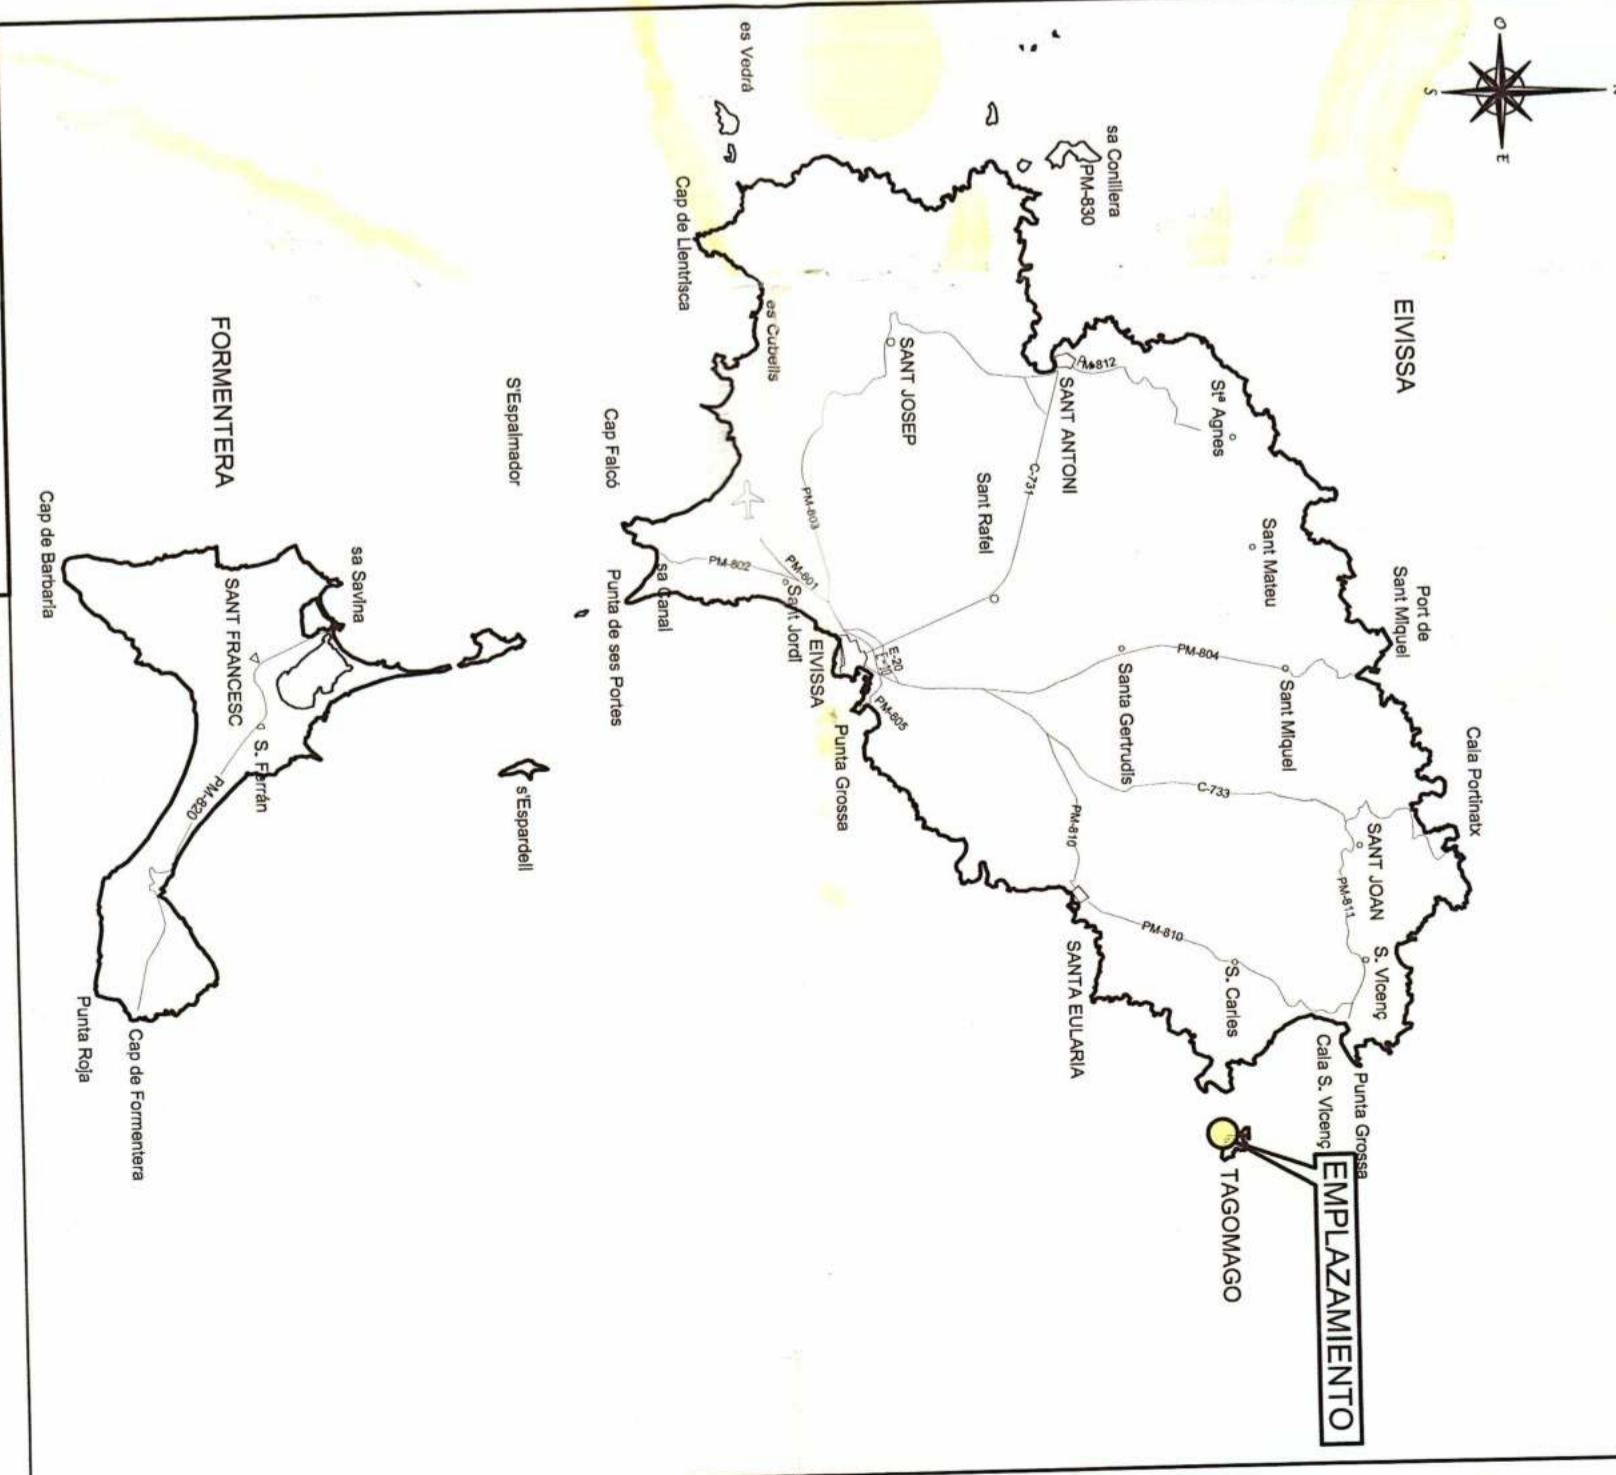 N
O
E
S
EIVISSA
Cala Portinatx
Port de
Sant Miquel
SANT JOAN
PM-811
S. Vicenç
Punta Grossa
Cala S. Vicenç
EMPLAZAMIENTO
TAGOMAGO
Stª Agnes
Sant Mateu
Sant Miquel
PM-804
C-733
S. Carles
PM-810
sa Conillera
PM-830
PM-812
SANT ANTONI
C-731
Sant Rafel
Santa Gertrudis
PM-810
SANTA EULARIA
SANT JOSEP
PM-803
PM-801
Sant Jordi
E-20
PM-805
EIVISSA
Punta Grossa
es Vedrá
es Cubells
Cap de Llentrisca
PM-802
sa Canal
Cap Falcó
Punta de ses Portes
S'Espalmador
s'Espardell
FORMENTERA
sa Savina
SANT FRANCESC
S. Ferrán
PM-820
Cap de Barbaria
Cap de Formentera
Punta Roja